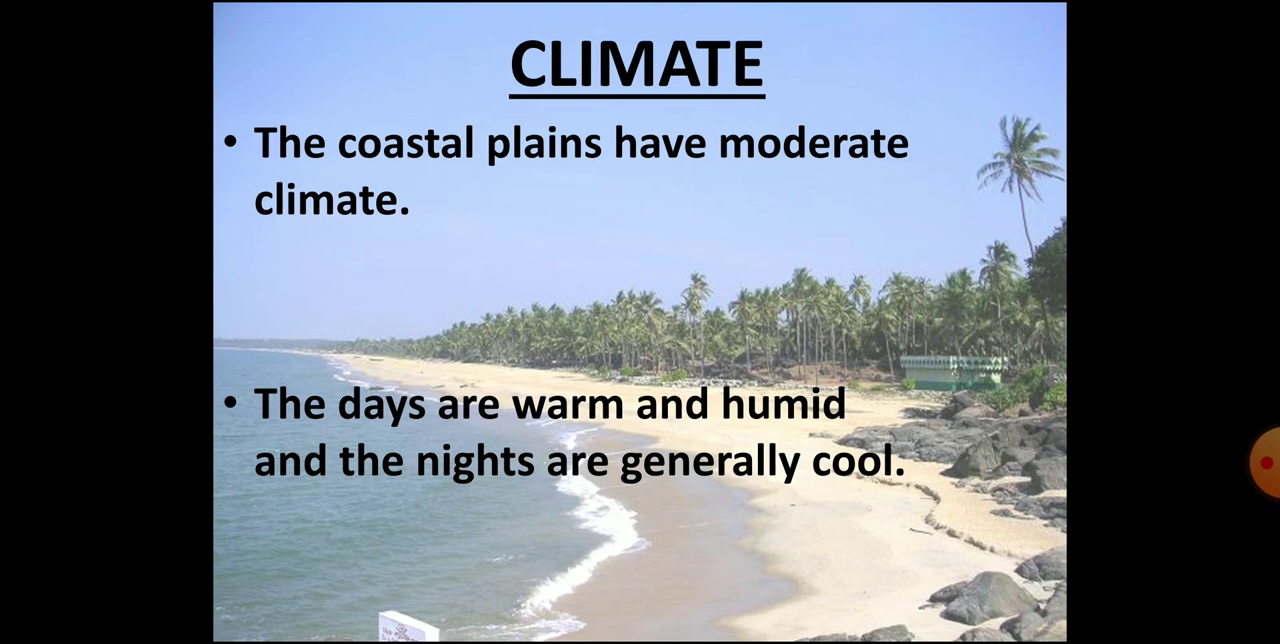 CLIMATE
• The coastal plains have moderate
climate.
• The days are warm and humid
and the nights are generally cool.